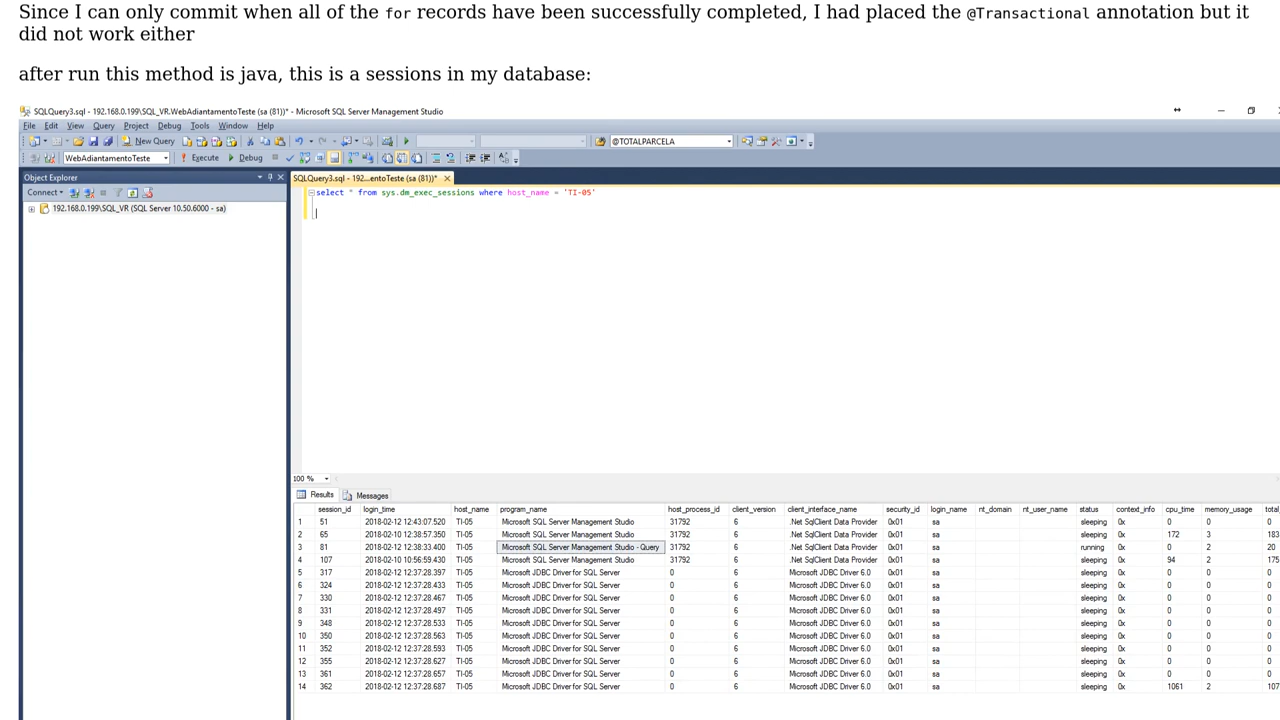 Since I can only commit when all of the for records have been successfully completed, I had placed the @Transactional annotation but it
did not work either
after run this method is java, this is a sessions in my database:
SQLQuery3.sql - 192.168.0.199\SQL_VR.WebAdiantamentoTeste (sa (81))* - Microsoft SQL Server Management Studio
File Edit View Query Project Debug Tools Window Help
New Query @TOTALPARCELA
WebAdiantamentoTeste Execute Debug
Object Explorer
SQLQuery3.sql - 192...entoTeste (sa (81))*
Connect
select * from sys.dm_exec_sessions where host_name = 'TI-05'
192.168.0.199\SQL_VR (SQL Server 10.50.6000 - sa)
100 %
Results Messages
session_id login_time host_name program_name host_process_id client_version client_interface_name security_id login_name nt_domain nt_user_name status context_info cpu_time memory_usage total_
1 51 2018-02-12 12:43:07.520 TI-05 Microsoft SQL Server Management Studio 31792 6 .Net SqlClient Data Provider 0x01 sa sleeping 0x 0 0 0
2 65 2018-02-12 12:38:57.350 TI-05 Microsoft SQL Server Management Studio 31792 6 .Net SqlClient Data Provider 0x01 sa sleeping 0x 172 3 183
3 81 2018-02-12 12:38:33.400 TI-05 Microsoft SQL Server Management Studio - Query 31792 6 .Net SqlClient Data Provider 0x01 sa running 0x 0 2 20
4 107 2018-02-10 10:56:59.430 TI-05 Microsoft SQL Server Management Studio 31792 6 .Net SqlClient Data Provider 0x01 sa sleeping 0x 94 2 175
5 317 2018-02-12 12:37:28.397 TI-05 Microsoft JDBC Driver for SQL Server 0 6 Microsoft JDBC Driver 6.0 0x01 sa sleeping 0x 0 0 0
6 324 2018-02-12 12:37:28.433 TI-05 Microsoft JDBC Driver for SQL Server 0 6 Microsoft JDBC Driver 6.0 0x01 sa sleeping 0x 0 0 0
7 330 2018-02-12 12:37:28.467 TI-05 Microsoft JDBC Driver for SQL Server 0 6 Microsoft JDBC Driver 6.0 0x01 sa sleeping 0x 0 0 0
8 331 2018-02-12 12:37:28.497 TI-05 Microsoft JDBC Driver for SQL Server 0 6 Microsoft JDBC Driver 6.0 0x01 sa sleeping 0x 0 0 0
9 348 2018-02-12 12:37:28.533 TI-05 Microsoft JDBC Driver for SQL Server 0 6 Microsoft JDBC Driver 6.0 0x01 sa sleeping 0x 0 0 0
10 350 2018-02-12 12:37:28.563 TI-05 Microsoft JDBC Driver for SQL Server 0 6 Microsoft JDBC Driver 6.0 0x01 sa sleeping 0x 0 0 0
11 352 2018-02-12 12:37:28.593 TI-05 Microsoft JDBC Driver for SQL Server 0 6 Microsoft JDBC Driver 6.0 0x01 sa sleeping 0x 0 0 0
12 355 2018-02-12 12:37:28.627 TI-05 Microsoft JDBC Driver for SQL Server 0 6 Microsoft JDBC Driver 6.0 0x01 sa sleeping 0x 0 0 0
13 361 2018-02-12 12:37:28.657 TI-05 Microsoft JDBC Driver for SQL Server 0 6 Microsoft JDBC Driver 6.0 0x01 sa sleeping 0x 0 0 0
14 362 2018-02-12 12:37:28.687 TI-05 Microsoft JDBC Driver for SQL Server 0 6 Microsoft JDBC Driver 6.0 0x01 sa sleeping 0x 1061 2 107